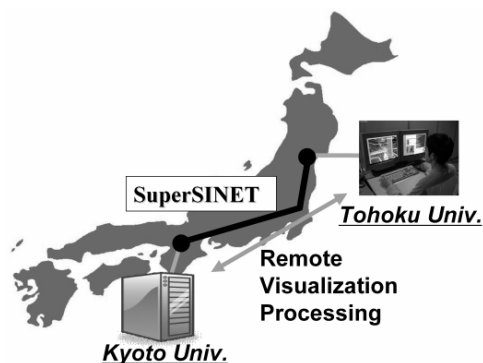 SuperSINET
Tohoku Univ.
Remote
Visualization
Processing
Kyoto Univ.